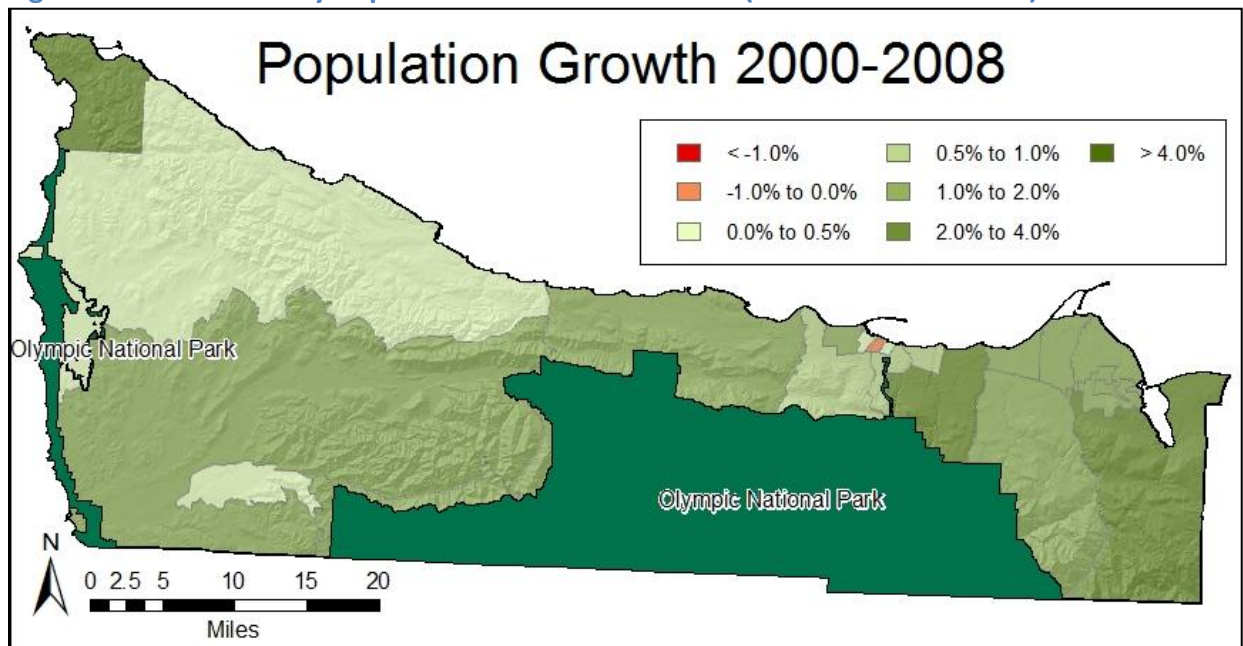 Population Growth 2000-2008
< -1.0%
-1.0% to 0.0%
0.0% to 0.5%
0.5% to 1.0%
1.0% to 2.0%
2.0% to 4.0%
> 4.0%
Olympic National Park
Olympic National Park
N
0 2.5 5 10 15 20
Miles